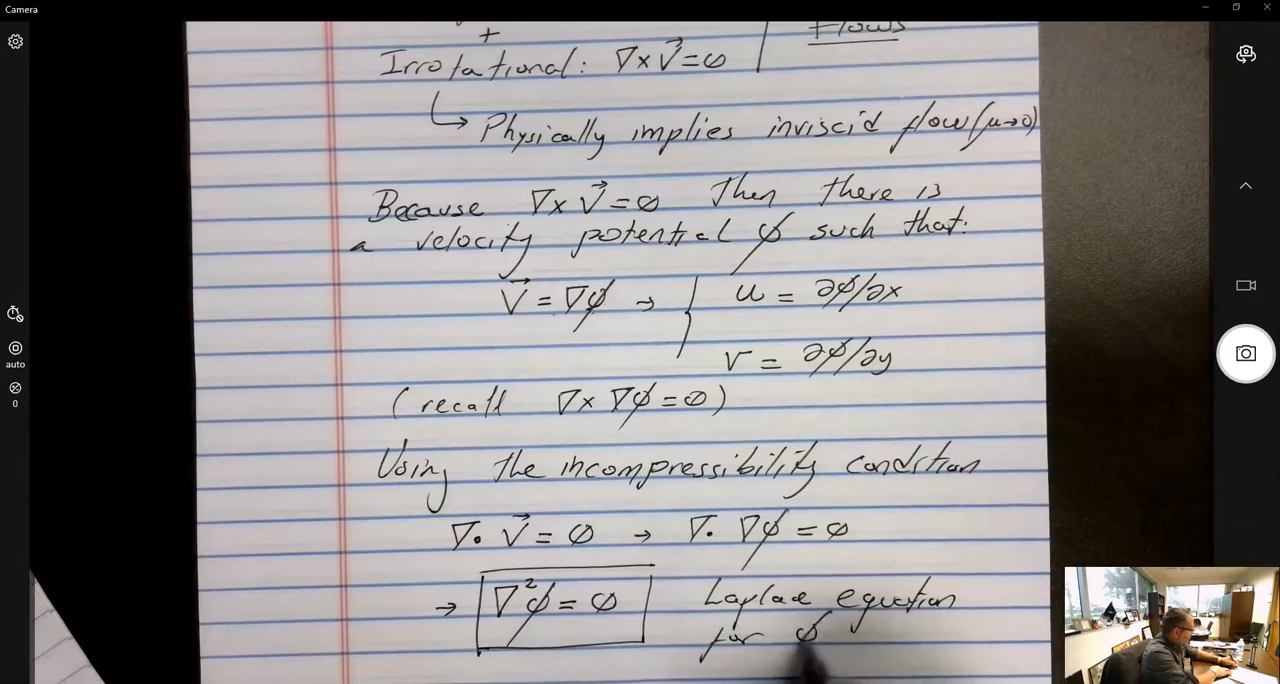 Camera
+ Flows
Irrotational: ∇×V⃗=0
↳ Physically implies inviscid flow (μ→0)
Because ∇×V⃗=0 then there is
a velocity potential ϕ such that:
V⃗ = ∇ϕ → { u = ∂ϕ/∂x
v = ∂ϕ/∂y
(recall ∇×∇ϕ=0)
Using the incompressibility condition
∇·V⃗ = 0 → ∇·∇ϕ = 0
→ ∇²ϕ = 0 Laplace equation
for ϕ
auto
0